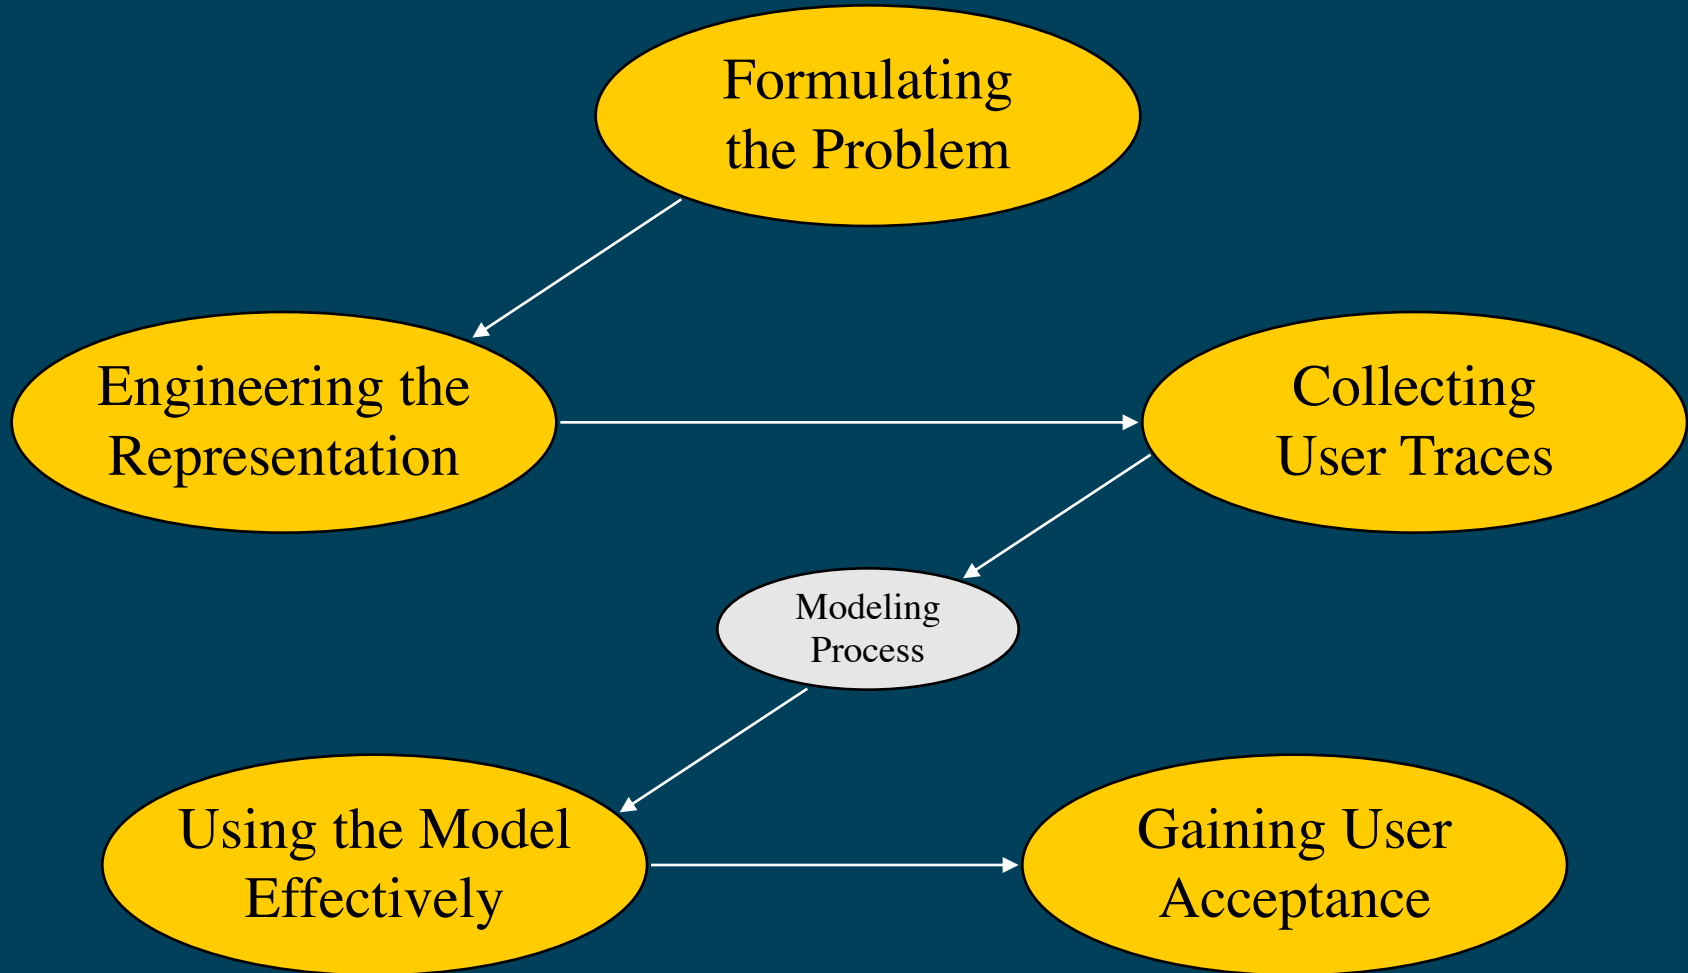 Formulating
the Problem
Engineering the
Representation
Collecting
User Traces
Modeling
Process
Using the Model
Effectively
Gaining User
Acceptance